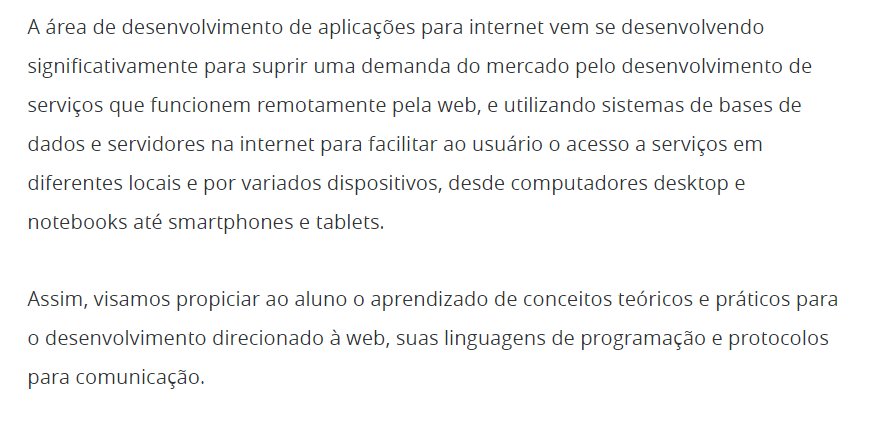 A área de desenvolvimento de aplicações para internet vem se desenvolvendo
significativamente para suprir uma demanda do mercado pelo desenvolvimento de
serviços que funcionem remotamente pela web, e utilizando sistemas de bases de
dados e servidores na internet para facilitar ao usuário o acesso a serviços em
diferentes locais e por variados dispositivos, desde computadores desktop e
notebooks até smartphones e tablets.
Assim, visamos propiciar ao aluno o aprendizado de conceitos teóricos e práticos para
o desenvolvimento direcionado à web, suas linguagens de programação e protocolos
para comunicação.